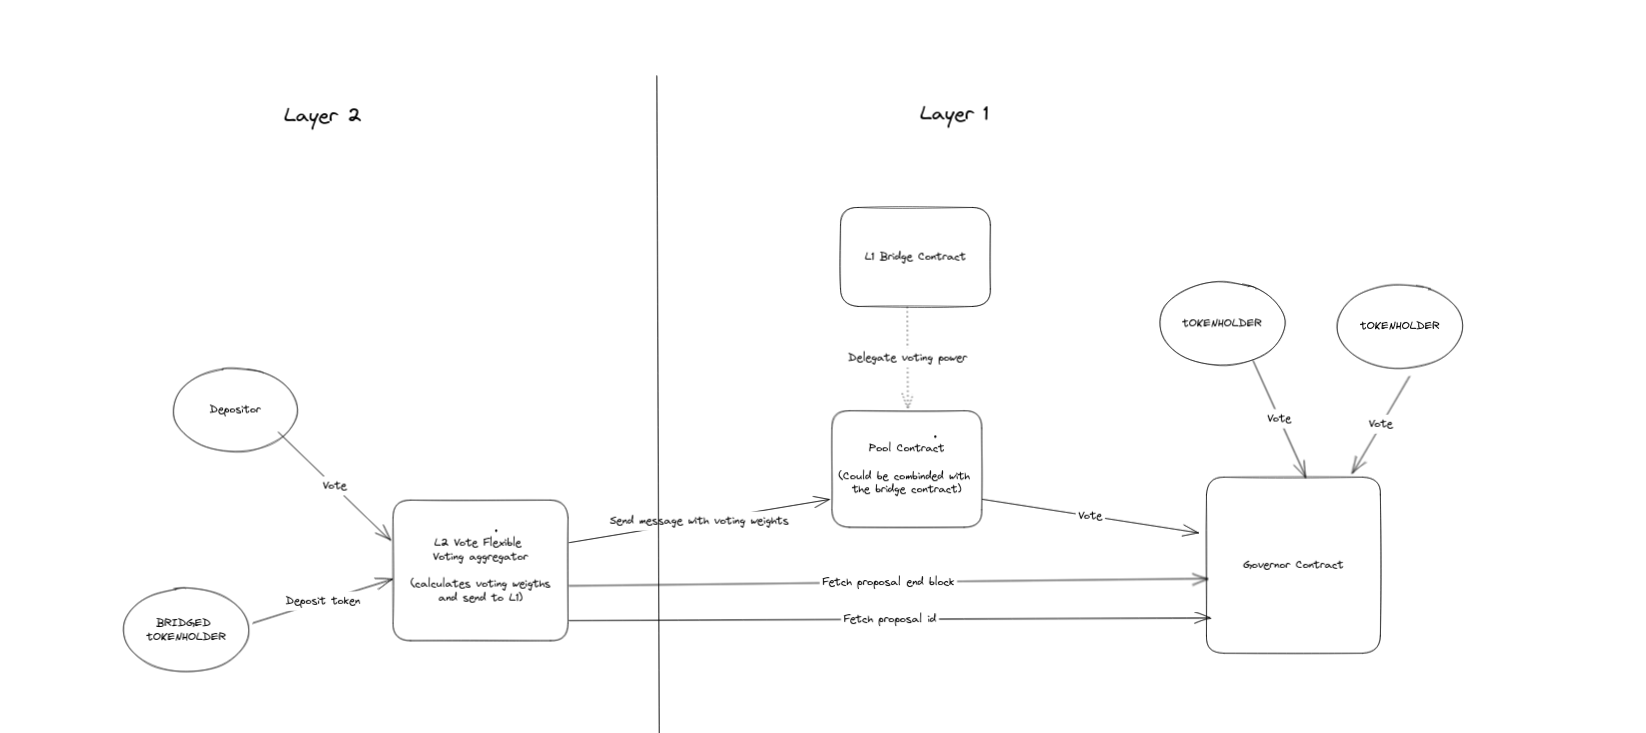 Layer 2
Layer 1
L1 Bridge Contract
Delegate voting power
TOKENHOLDER
TOKENHOLDER
Vote
Vote
Depositor
Vote
Pool Contract
(Could be combinded with
the bridge contract)
Send message with voting weights
Vote
L2 Vote Flexible
Voting aggregator
(calculates voting weigths
and send to L1)
Governor Contract
Fetch proposal end block
Fetch proposal id
Deposit token
BRIDGED
TOKENHOLDER